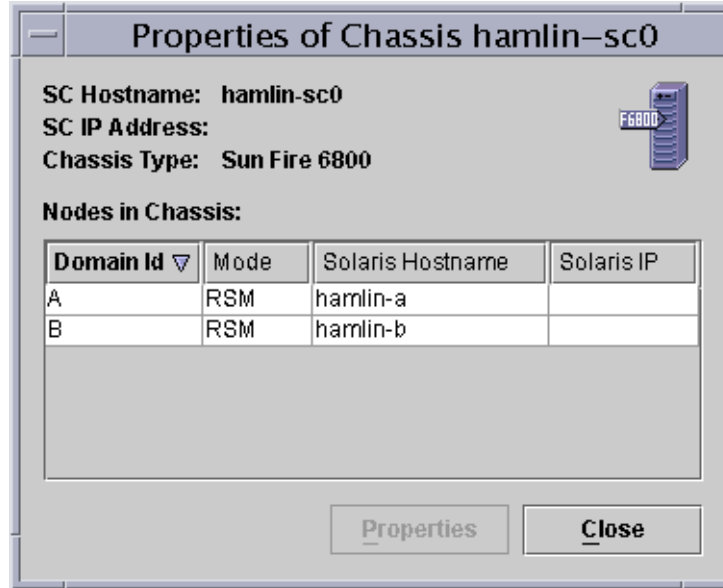 Properties of Chassis hamlin–sc0
SC Hostname: hamlin-sc0
SC IP Address:
Chassis Type: Sun Fire 6800
F6800
Nodes in Chassis:
Domain Id Mode Solaris Hostname Solaris IP
A RSM hamlin-a
B RSM hamlin-b
Properties Close